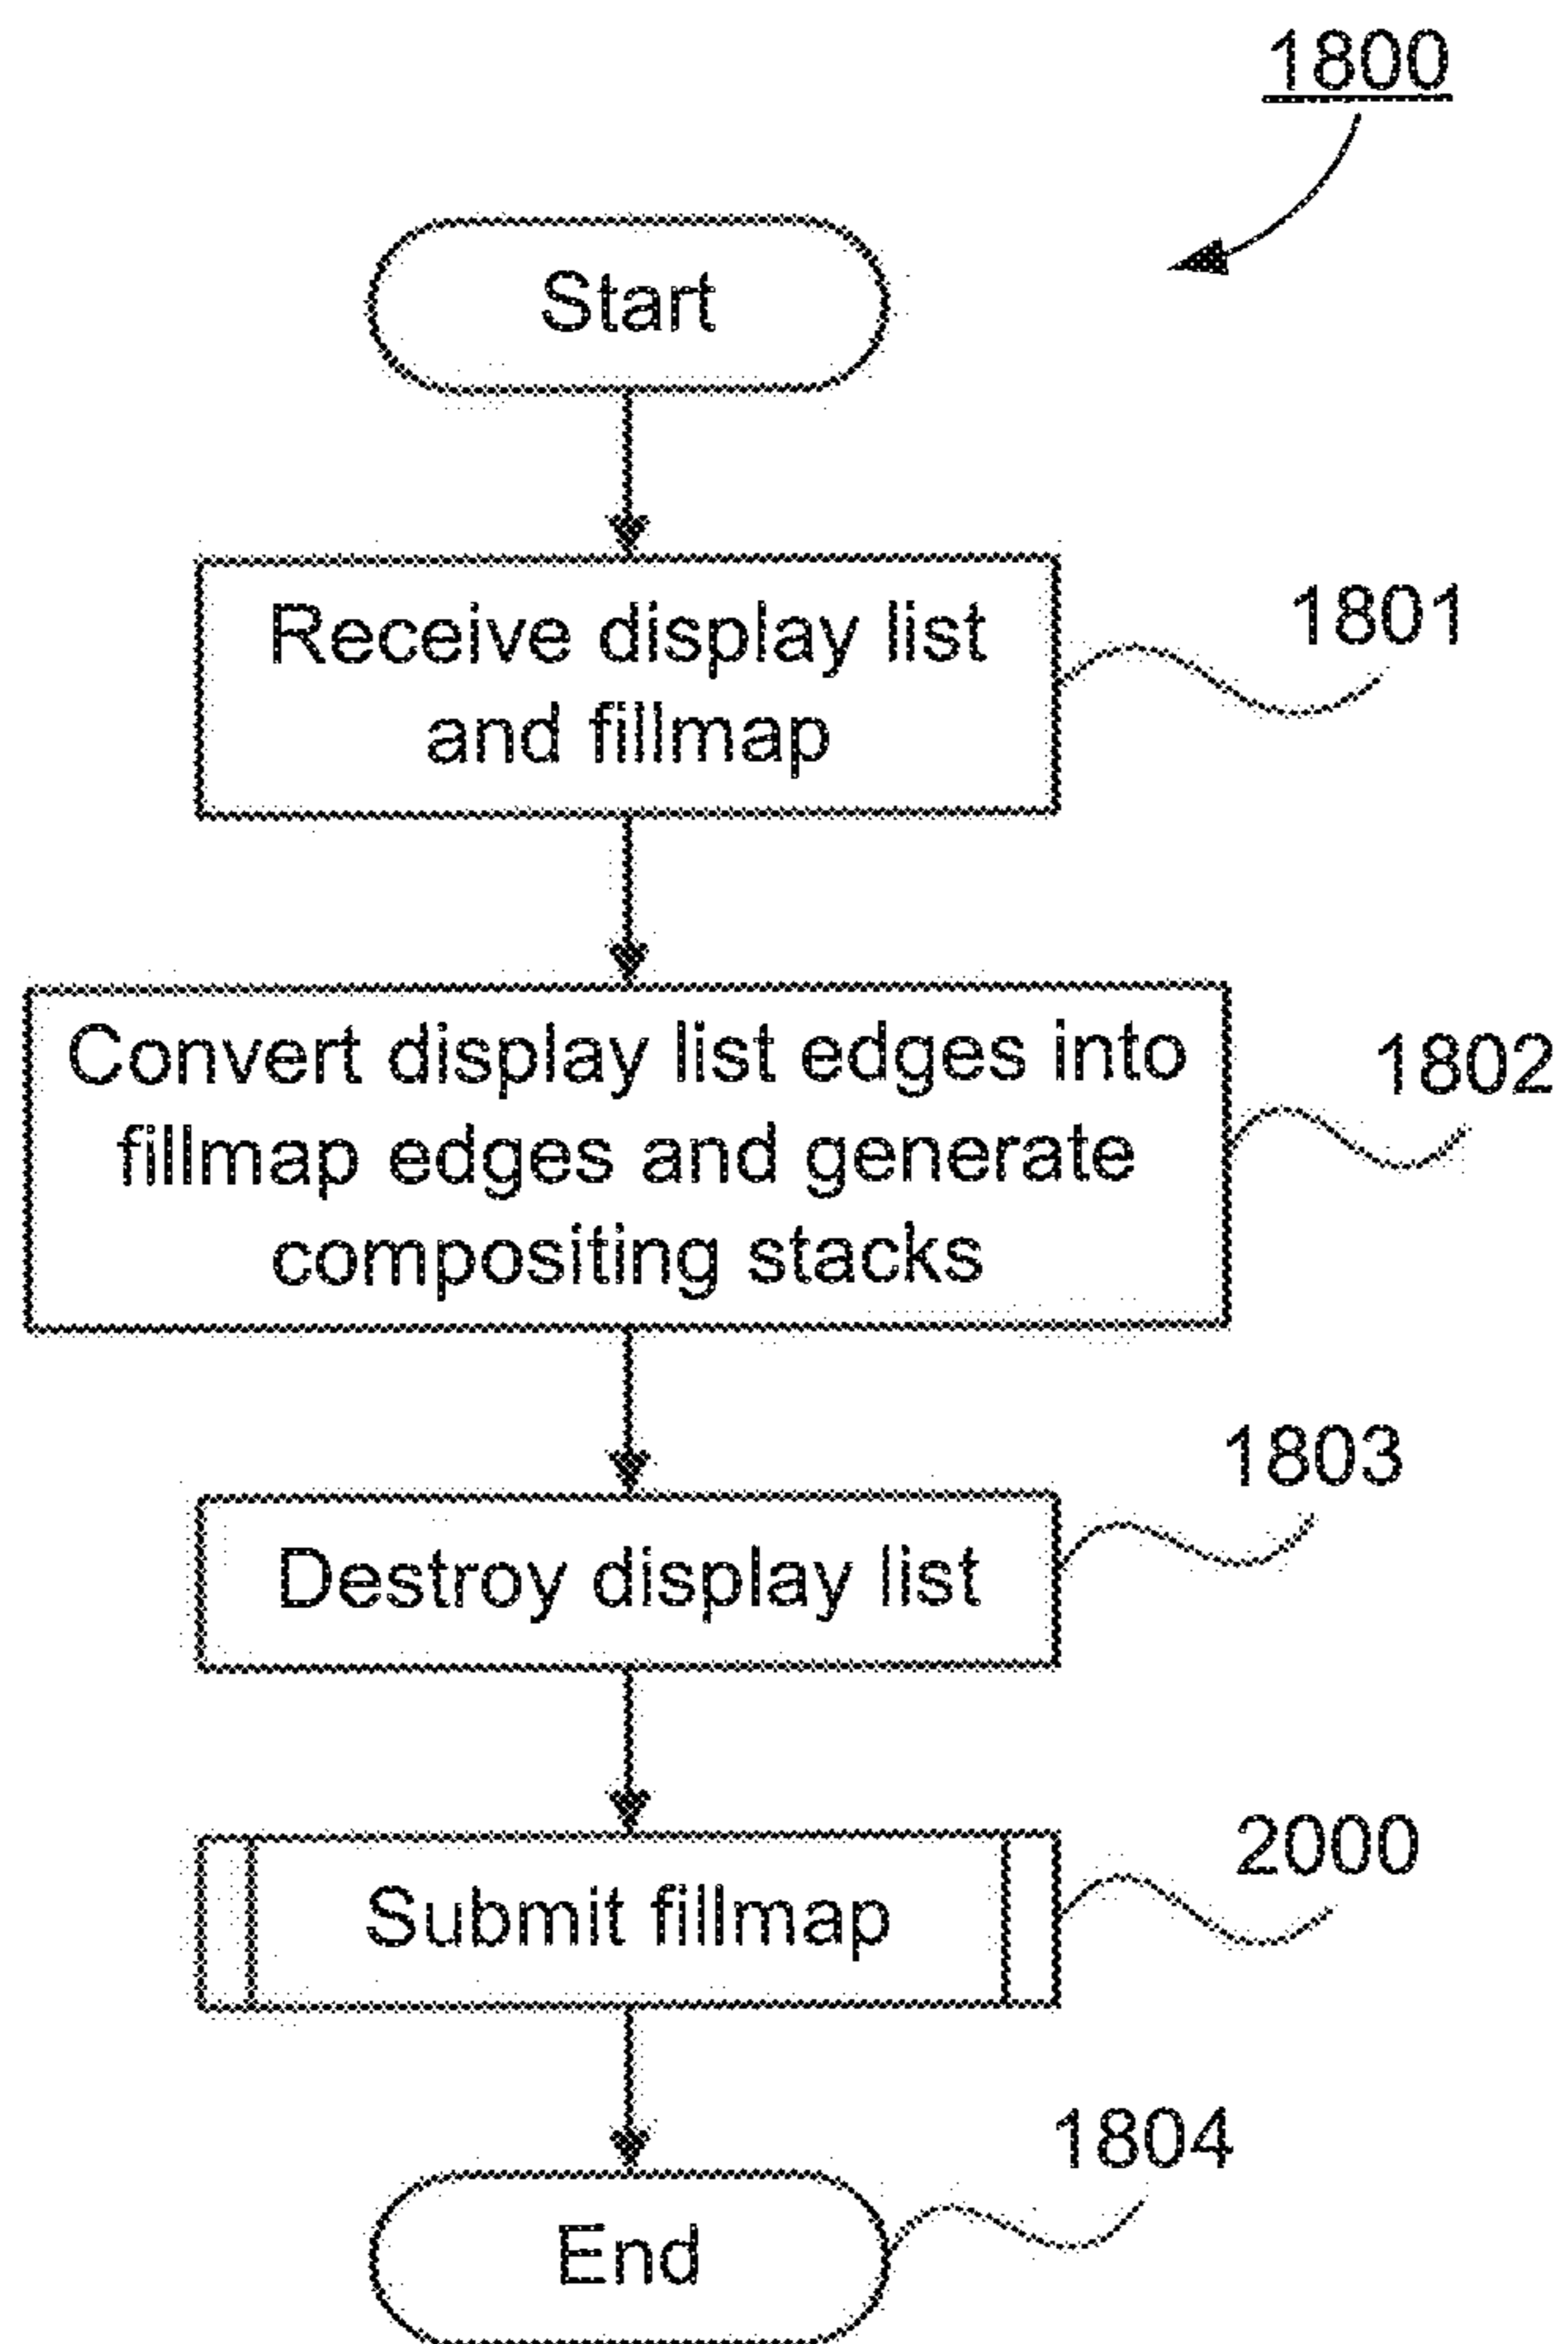 1800
Start
Receive display list
and fillmap
1801
Convert display list edges into
fillmap edges and generate
compositing stacks
1802
Destroy display list
1803
Submit fillmap
2000
End
1804